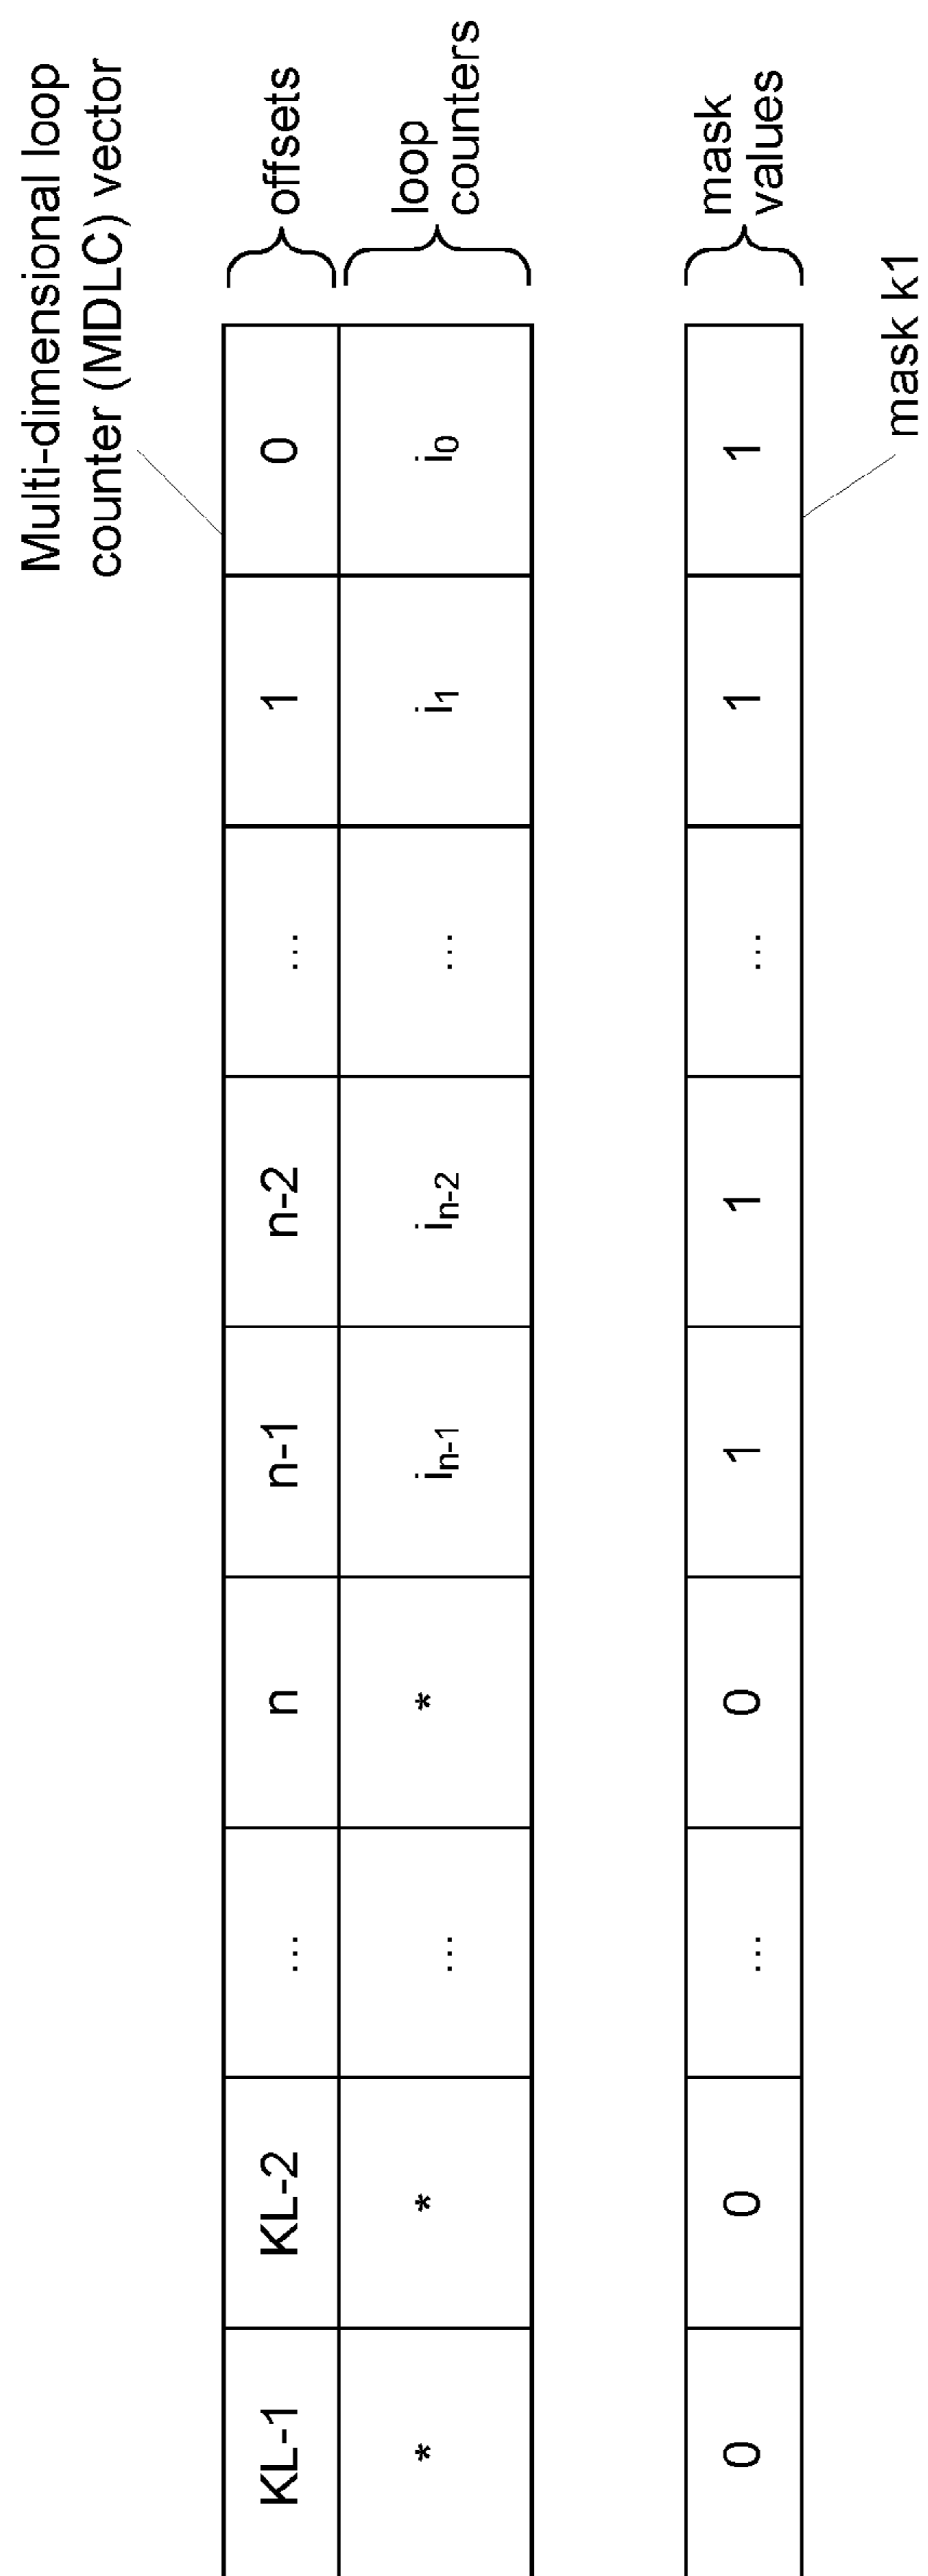 Multi-dimensional loop
counter (MDLC) vector
KL-1 KL-2 ... n n-1 n-2 ... 1 0 offsets
* * ... * iₙ₋₁ iₙ₋₂ ... i₁ i₀ loop
counters
0 0 ... 0 1 1 ... 1 1 mask
values
mask k1